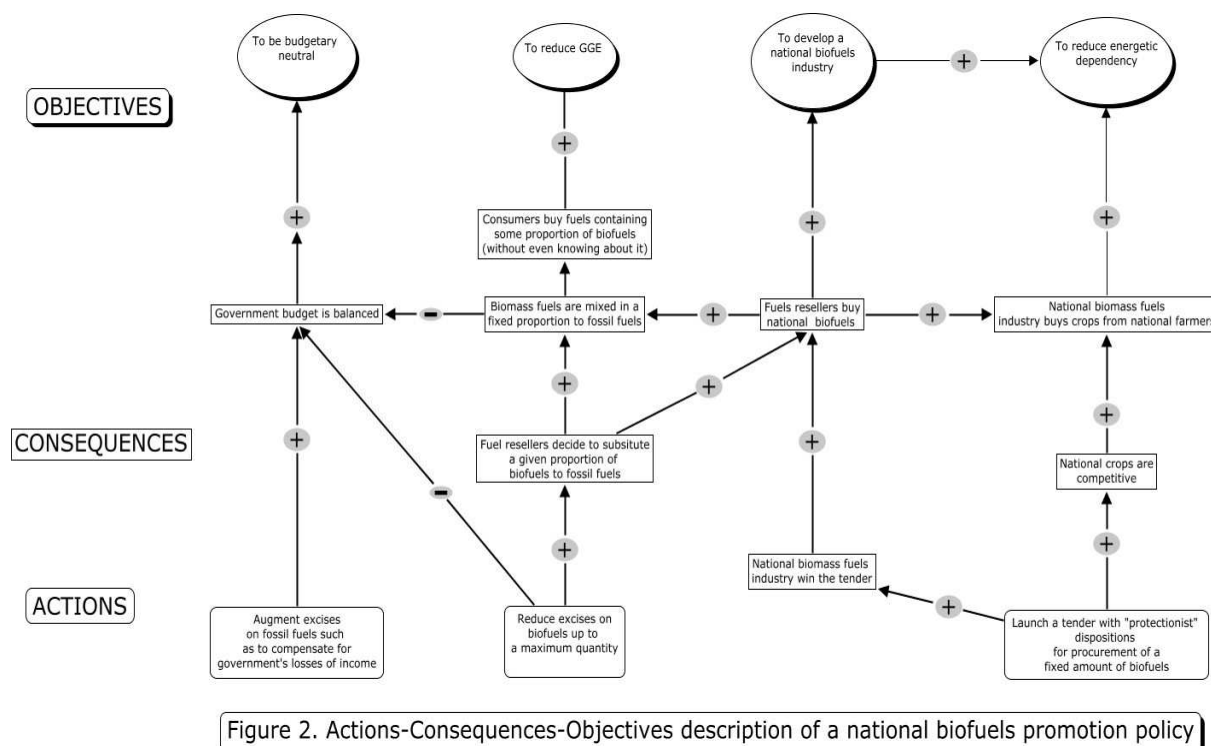 To be budgetary
neutral
To reduce GGE
To develop a
national biofuels
industry
To reduce energetic
dependency
+
OBJECTIVES
+
+
+
+
Consumers buy fuels containing
some proportion of biofuels
(without even knowing about it)
Government budget is balanced
-
Biomass fuels are mixed in a
fixed proportion to fossil fuels
+
Fuels resellers buy
national biofuels
+
National biomass fuels
industry buys crops from national farmers
+
+
+
+
+
CONSEQUENCES
Fuel resellers decide to subsitute
a given proportion of
biofuels to fossil fuels
National crops are
competitive
-
+
+
National biomass fuels
industry win the tender
+
ACTIONS
Augment excises
on fossil fuels such
as to compensate for
government's losses of income
Reduce excises on
biofuels up to
a maximum quantity
Launch a tender with "protectionist"
dispositions
for procurement of a
fixed amount of biofuels
Figure 2. Actions-Consequences-Objectives description of a national biofuels promotion policy